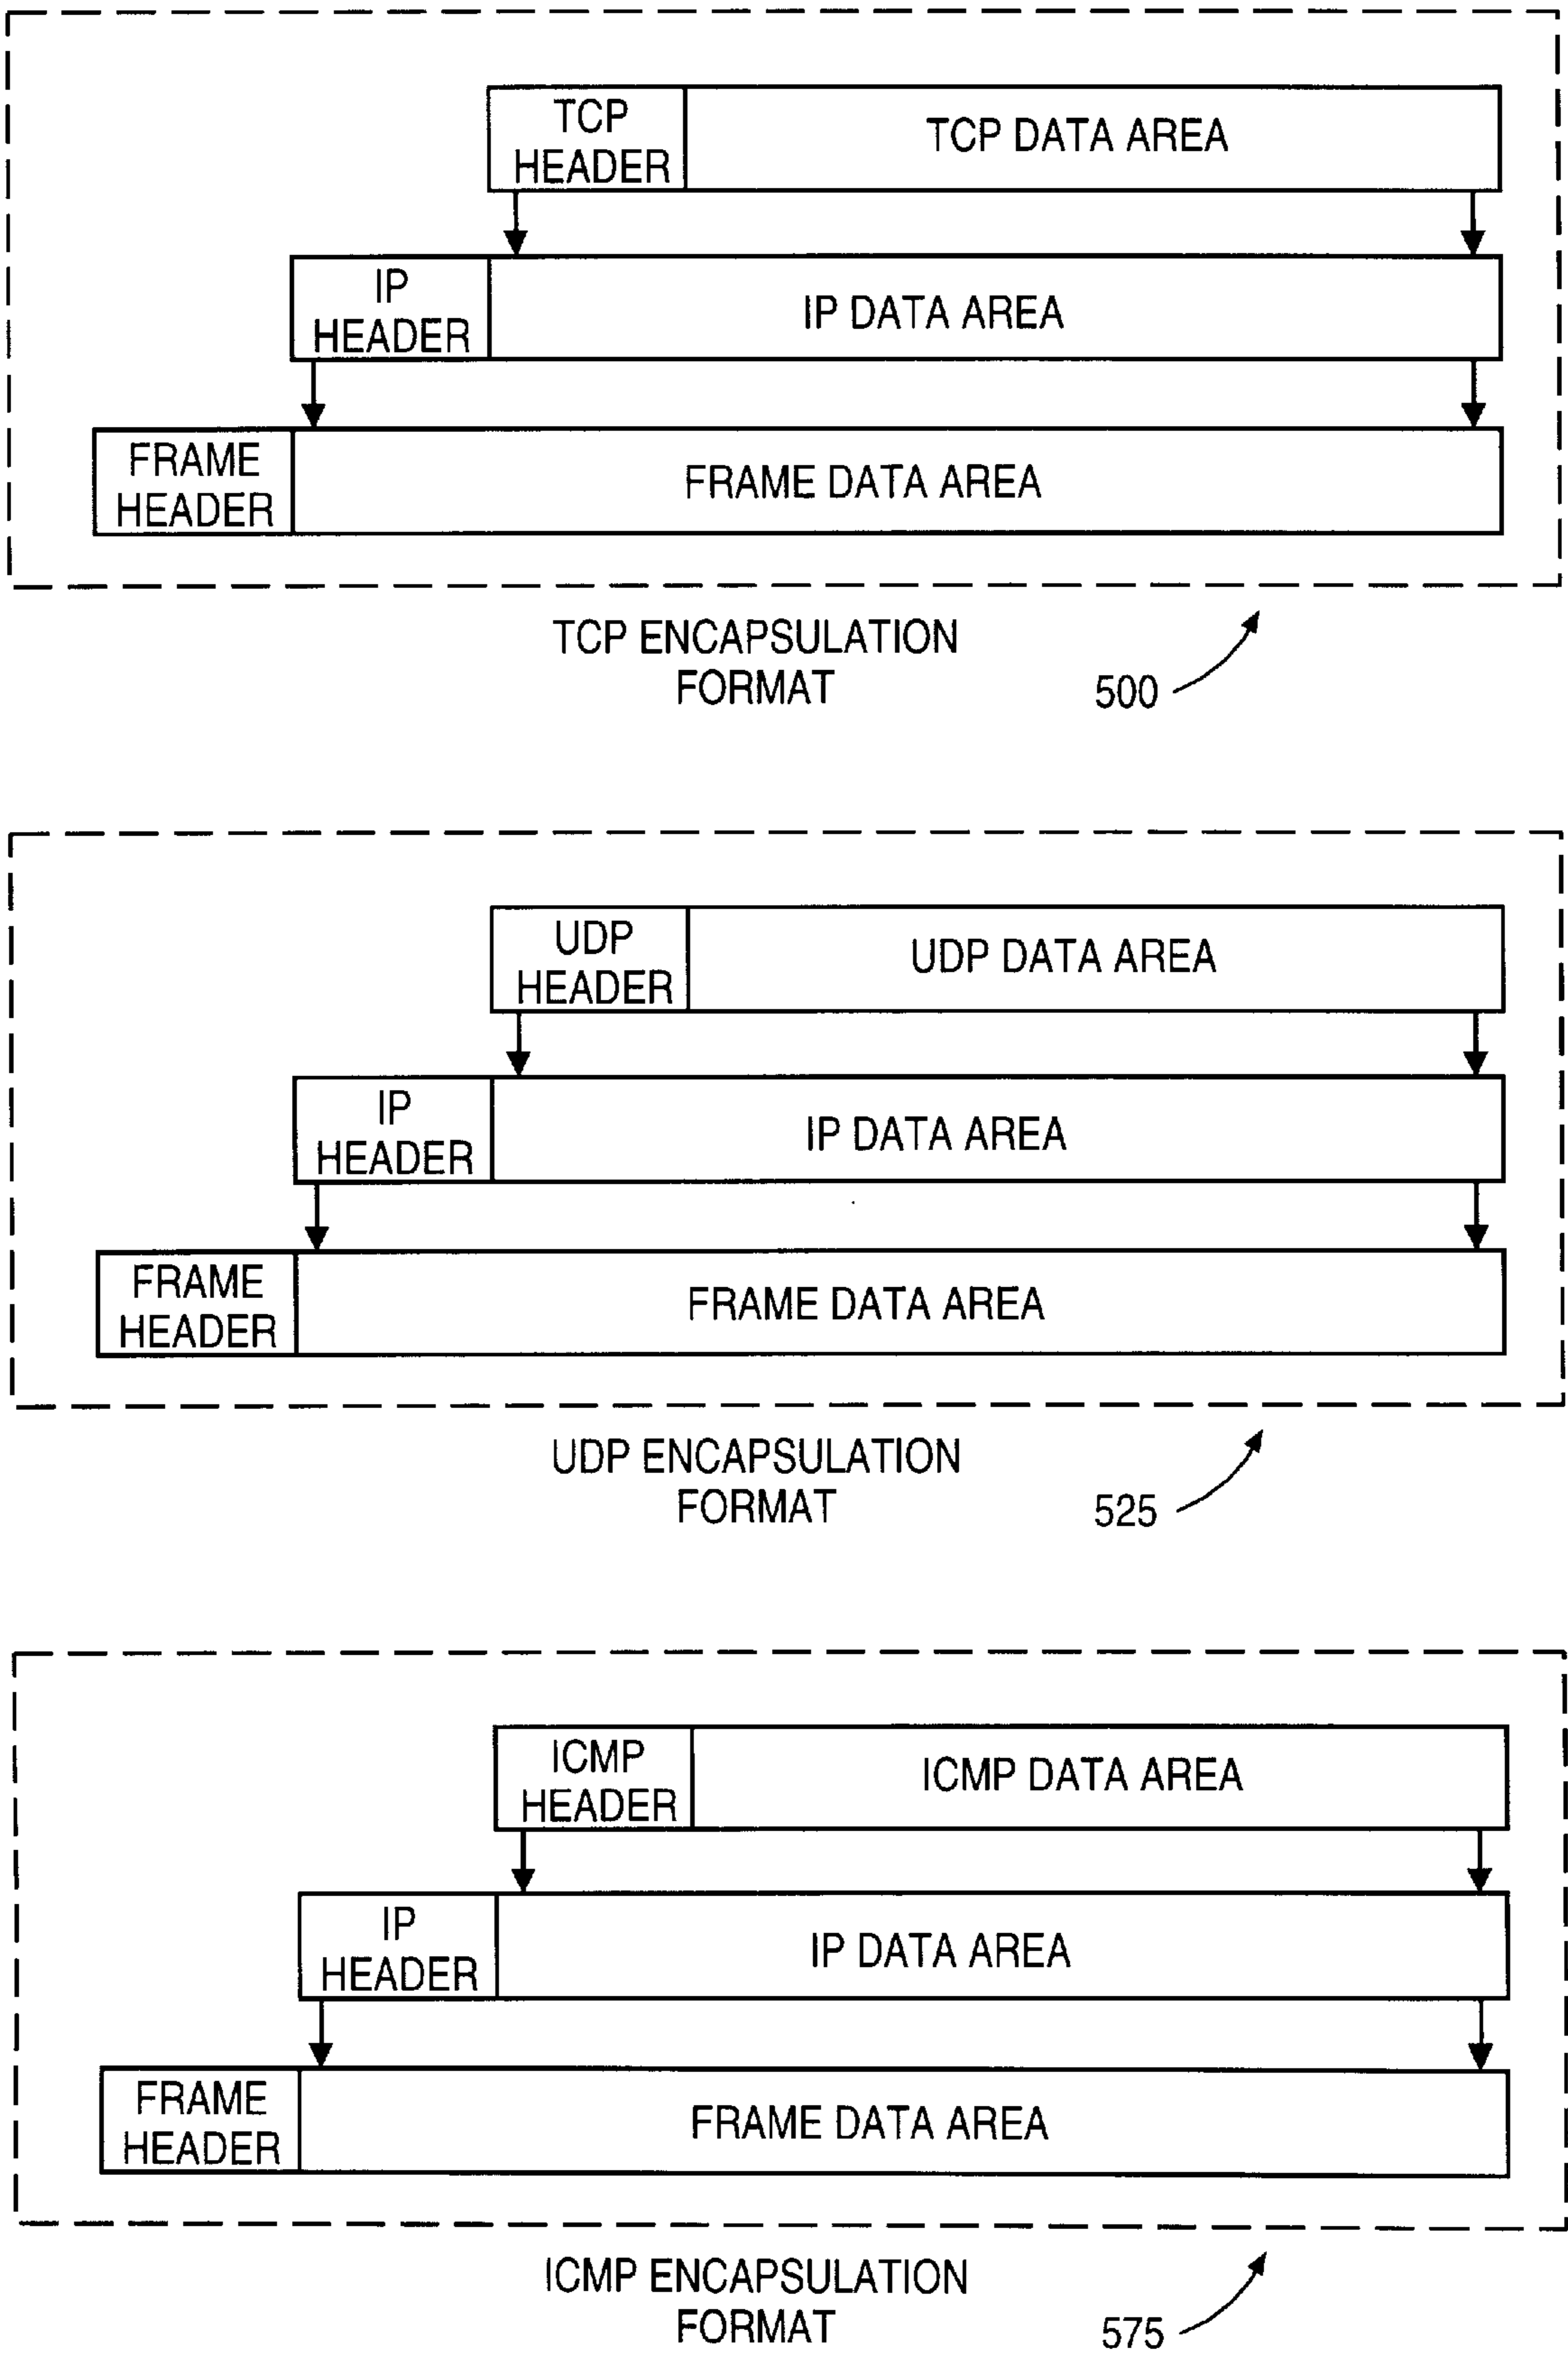 TCP
HEADER
TCP DATA AREA
IP
HEADER
IP DATA AREA
FRAME
HEADER
FRAME DATA AREA
TCP ENCAPSULATION
FORMAT
500
UDP
HEADER
UDP DATA AREA
IP
HEADER
IP DATA AREA
FRAME
HEADER
FRAME DATA AREA
UDP ENCAPSULATION
FORMAT
525
ICMP
HEADER
ICMP DATA AREA
IP
HEADER
IP DATA AREA
FRAME
HEADER
FRAME DATA AREA
ICMP ENCAPSULATION
FORMAT
575